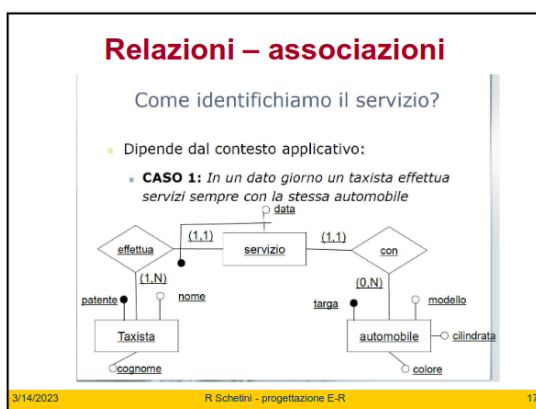 Relazioni – associazioni
Come identifichiamo il servizio?
Dipende dal contesto applicativo:
CASO 1: In un dato giorno un taxista effettua
servizi sempre con la stessa automobile
data
(1,1)
(1,1)
effettua
servizio
con
(1,N)
(0,N)
patente
nome
targa
modello
Taxista
automobile
cilindrata
cognome
colore
3/14/2023
R Schetini - progettazione E-R
17